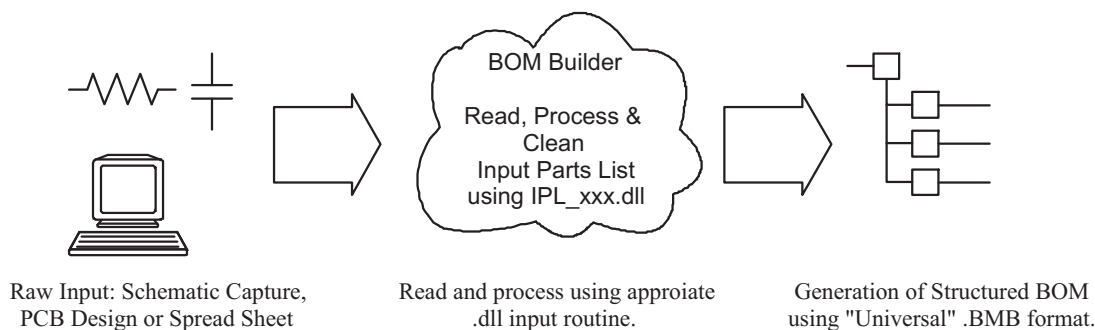 BOM Builder
Read, Process &
Clean
Input Parts List
using IPL_xxx.dll
Raw Input: Schematic Capture,
PCB Design or Spread Sheet
Read and process using approiate
.dll input routine.
Generation of Structured BOM
using "Universal" .BMB format.